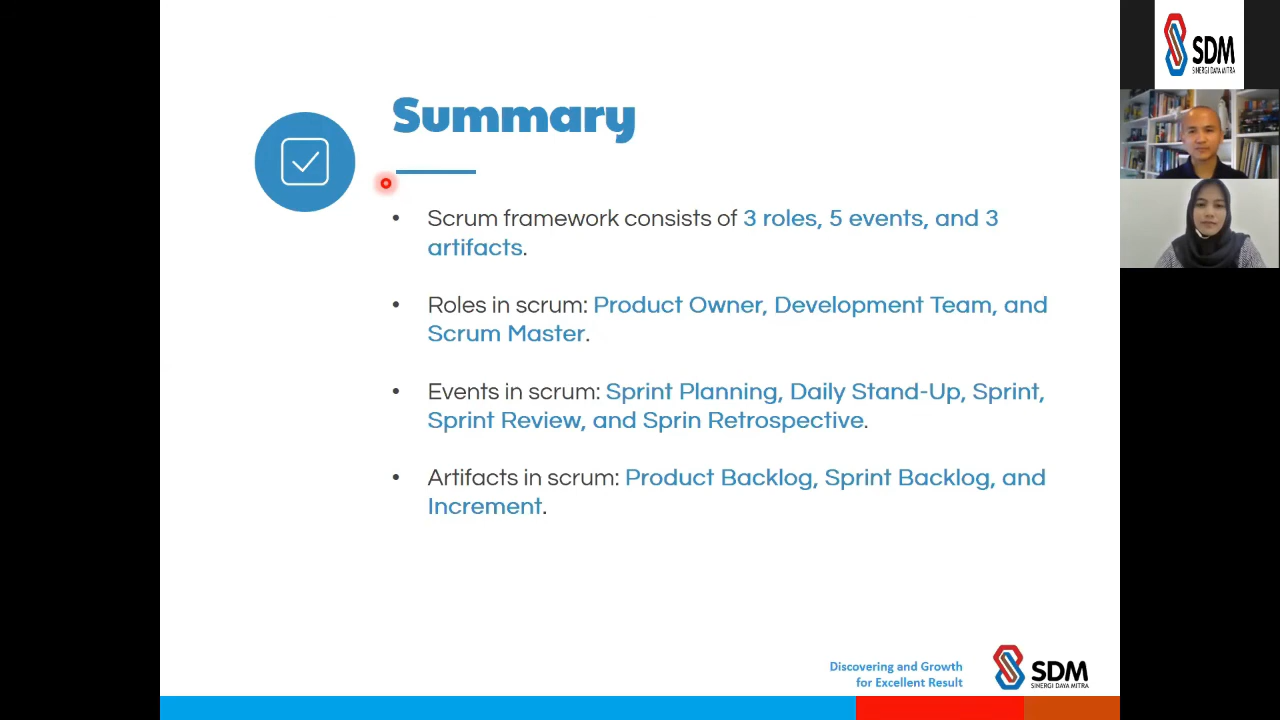 Summary
• Scrum framework consists of 3 roles, 5 events, and 3
artifacts.
• Roles in scrum: Product Owner, Development Team, and
Scrum Master.
• Events in scrum: Sprint Planning, Daily Stand-Up, Sprint,
Sprint Review, and Sprin Retrospective.
• Artifacts in scrum: Product Backlog, Sprint Backlog, and
Increment.
Discovering and Growth
for Excellent Result
SDM
SINERGI DAYA MITRA
SDM
SINERGI DAYA MITRA